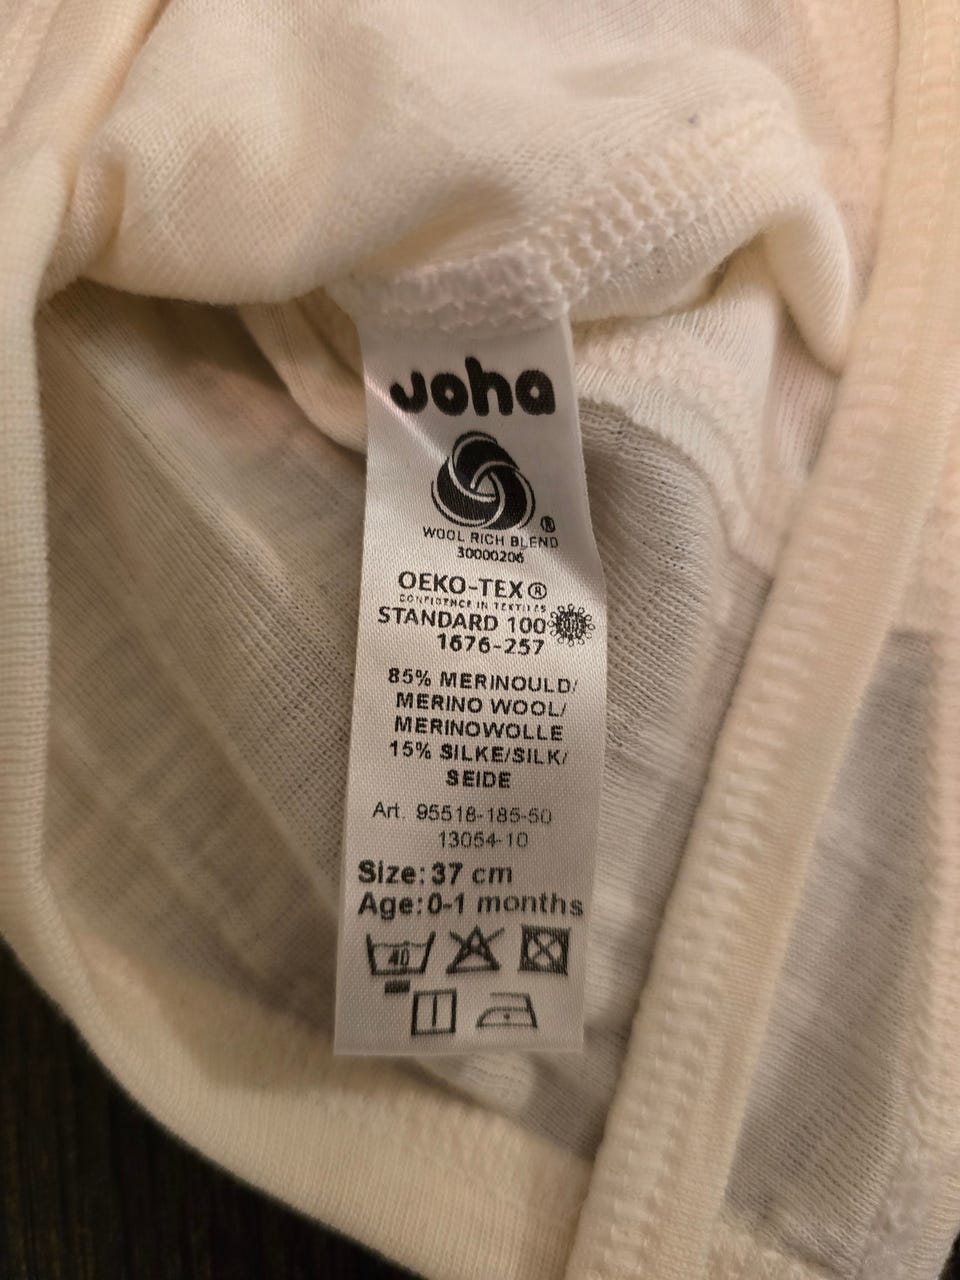 Joha
®
WOOL RICH BLEND
30000206
OEKO-TEX®
CONFIDENCE IN TEXTILES
STANDARD 100
1676-257
85% MERINOULD/
MERINO WOOL/
MERINOWOLLE
15% SILKE/SILK/
SEIDE
Art. 95518-185-50
13054-10
Size: 37 cm
Age: 0-1 months
40